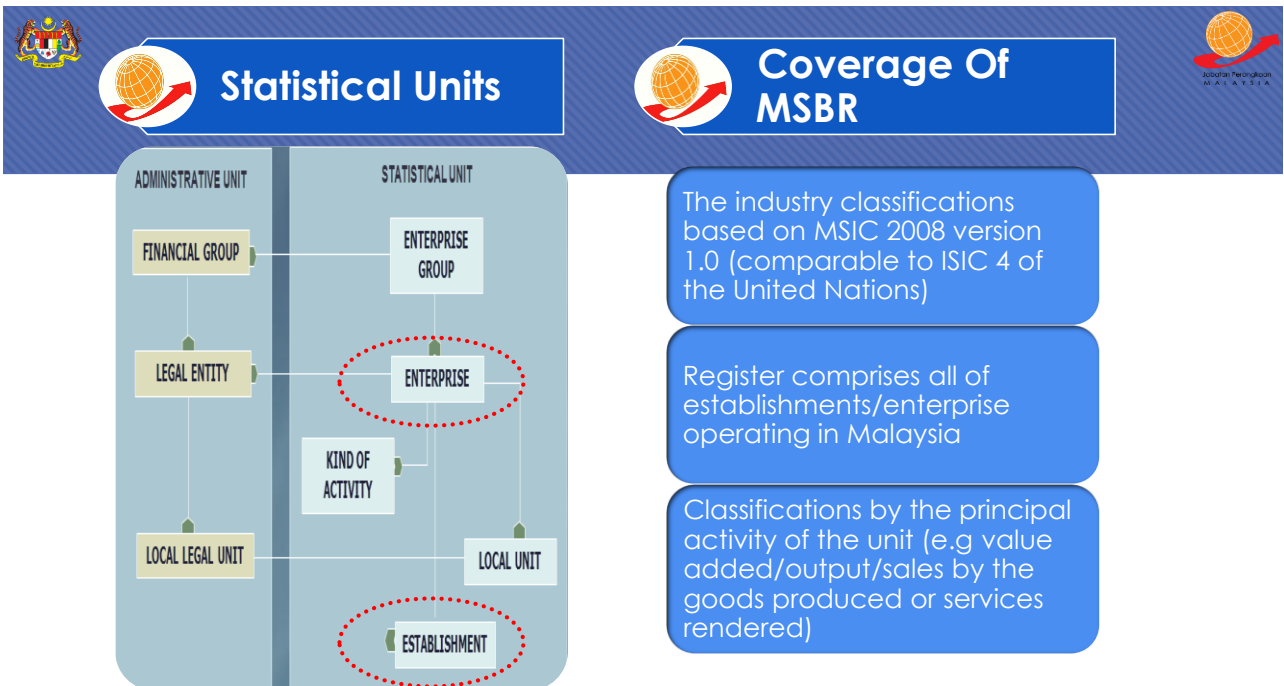 Statistical Units
Coverage Of
MSBR
Jabatan Perangkaan
MALAYSIA
ADMINISTRATIVE UNIT
STATISTICAL UNIT
FINANCIAL GROUP
ENTERPRISE
GROUP
LEGAL ENTITY
ENTERPRISE
KIND OF
ACTIVITY
LOCAL LEGAL UNIT
LOCAL UNIT
ESTABLISHMENT
The industry classifications
based on MSIC 2008 version
1.0 (comparable to ISIC 4 of
the United Nations)
Register comprises all of
establishments/enterprise
operating in Malaysia
Classifications by the principal
activity of the unit (e.g value
added/output/sales by the
goods produced or services
rendered)